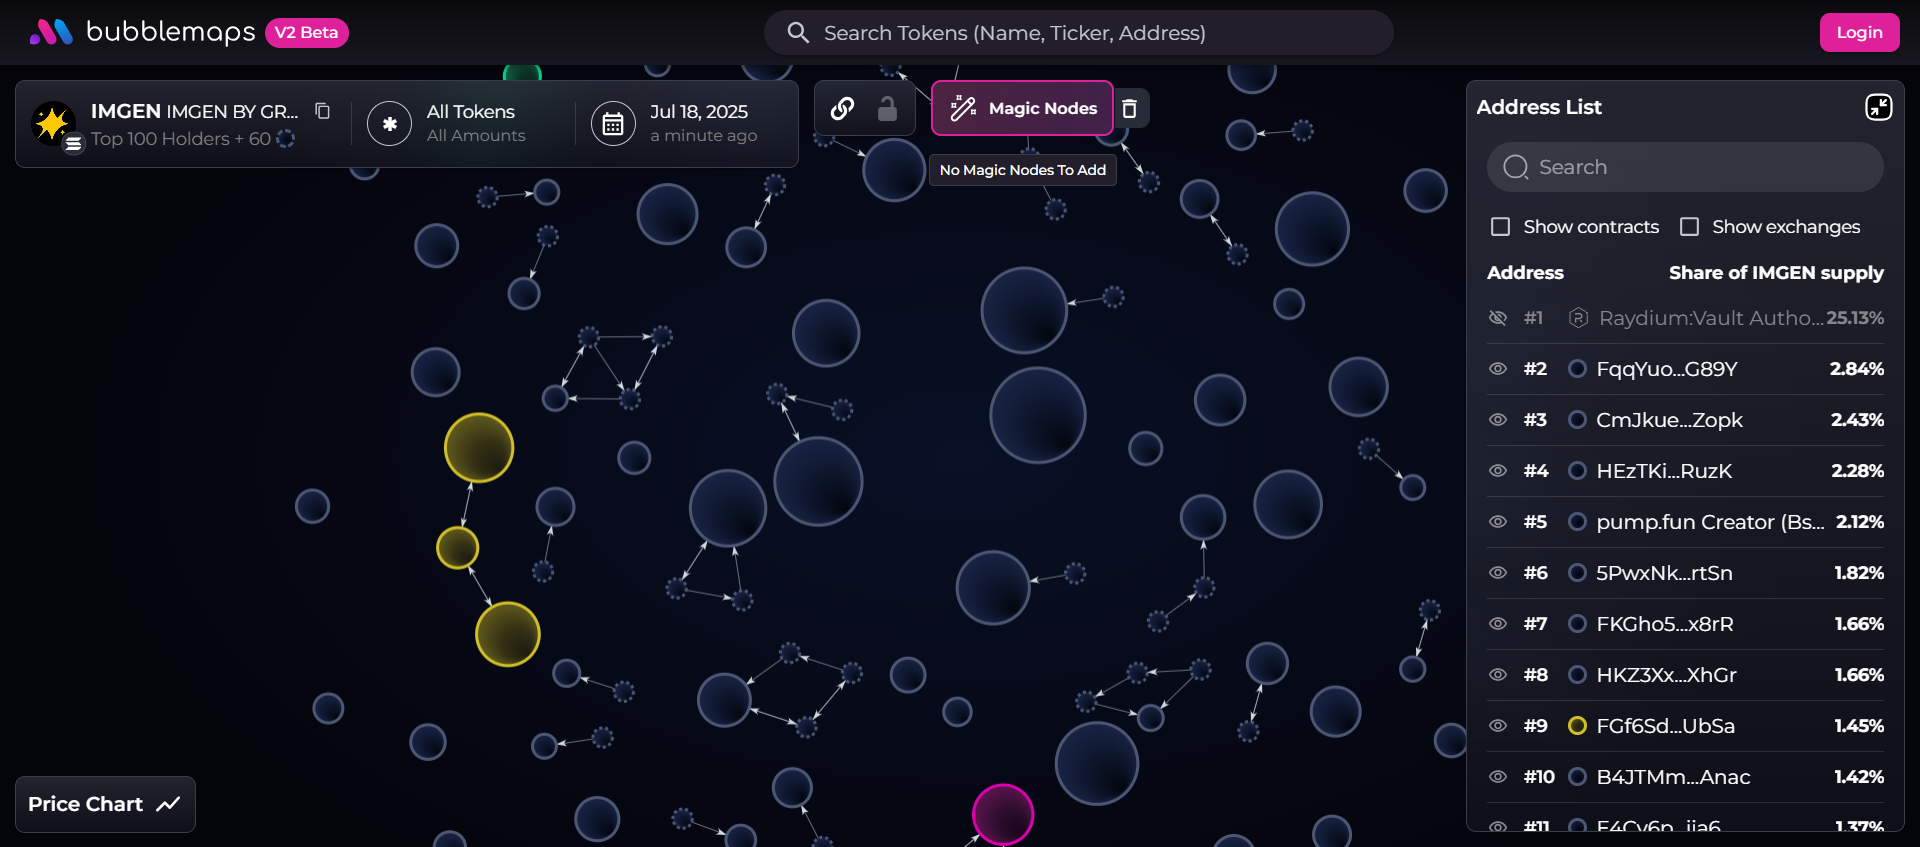 bubblemaps V2 Beta
Search Tokens (Name, Ticker, Address)
Login
IMGEN IMGEN BY GR...
Top 100 Holders + 60
All Tokens
All Amounts
Jul 18, 2025
a minute ago
Magic Nodes
No Magic Nodes To Add
Address List
Search
Show contracts Show exchanges
Address Share of IMGEN supply
#1 Raydium:Vault Autho... 25.13%
#2 FqqYuo...G89Y 2.84%
#3 CmJkue...Zopk 2.43%
#4 HEzTKi...RuzK 2.28%
#5 pump.fun Creator (Bs... 2.12%
#6 5PwxNk...rtSn 1.82%
#7 FKGho5...x8rR 1.66%
#8 HKZ3Xx...XhGr 1.66%
#9 FGf6Sd...UbSa 1.45%
#10 B4JTMm...Anac 1.42%
#11 1.37%
Price Chart